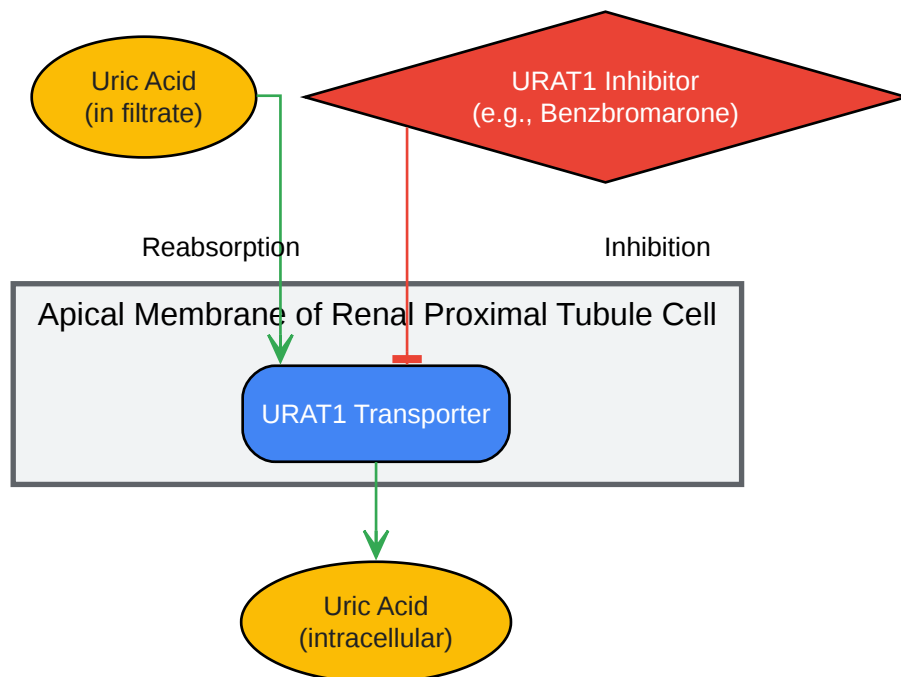 Uric Acid
(in filtrate)
URAT1 Inhibitor
(e.g., Benzbromarone)
Reabsorption
Inhibition
Apical Membrane of Renal Proximal Tubule Cell
URAT1 Transporter
Uric Acid
(intracellular)